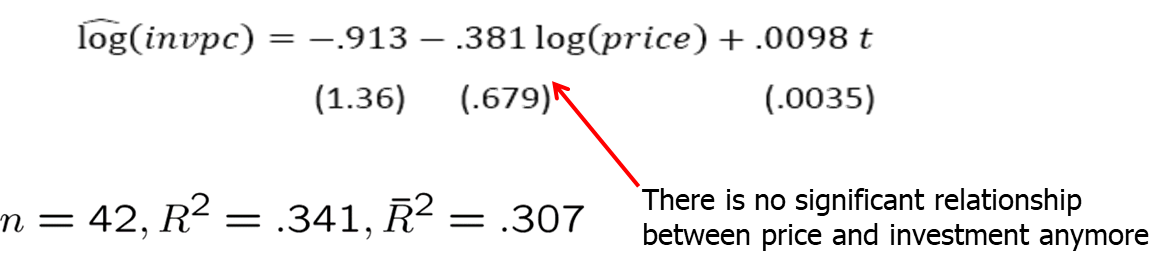 \widehat{log}(invpc) = −.913 − .381 log(price) + .0098 t
(1.36) (.679) (.0035)
n = 42, R² = .341, R̄² = .307
There is no significant relationship
between price and investment anymore